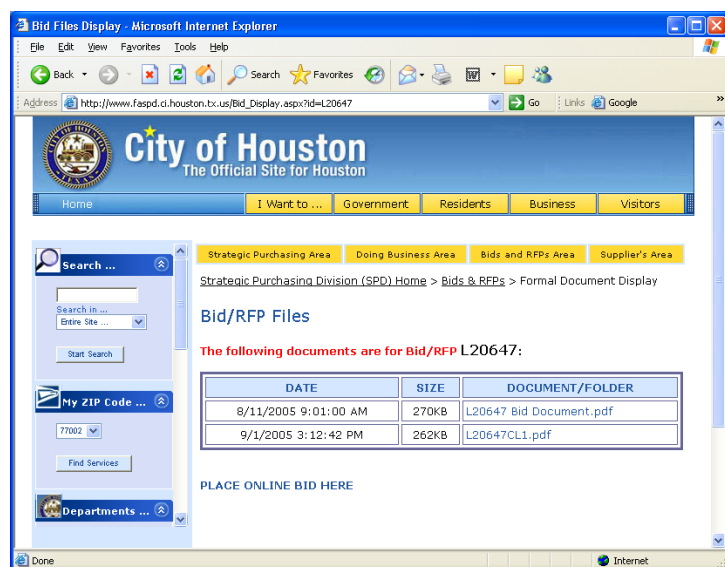 Bid Files Display - Microsoft Internet Explorer
File Edit View Favorites Tools Help
Back Search Favorites
Address http://www.faspd.ci.houston.tx.us/Bid_Display.aspx?id=L20647 Go Links Google »
City of Houston
The Official Site for Houston
Home I Want to ... Government Residents Business Visitors
Strategic Purchasing Area Doing Business Area Bids and RFPs Area Supplier's Area
Search ...
Search in ...
Entire Site ...
Start Search
My ZIP Code ...
77002
Find Services
Departments ...
Strategic Purchasing Division (SPD) Home > Bids & RFPs > Formal Document Display
Bid/RFP Files
The following documents are for Bid/RFP L20647:
DATE SIZE DOCUMENT/FOLDER
8/11/2005 9:01:00 AM 270KB L20647 Bid Document.pdf
9/1/2005 3:12:42 PM 262KB L20647CL1.pdf
PLACE ONLINE BID HERE
Done Internet